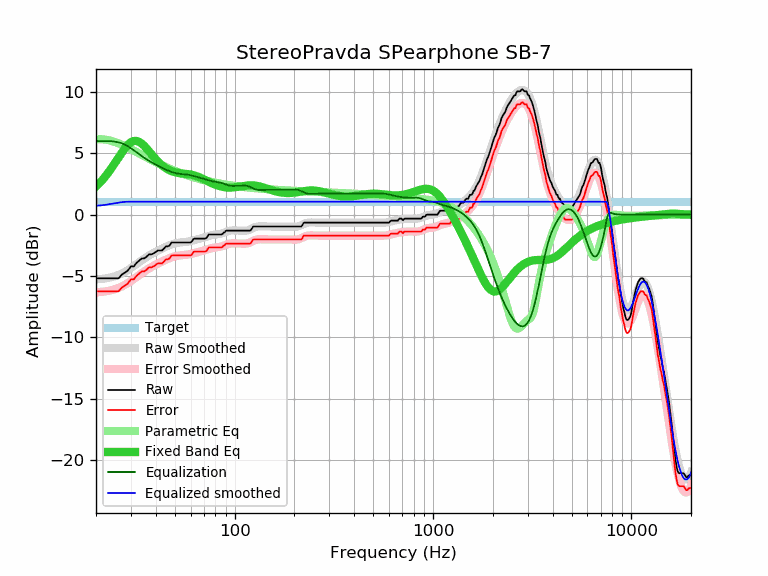 StereoPravda SPearphone SB-7
10
5
0
−5
−10
−15
−20
Amplitude (dBr)
Target
Raw Smoothed
Error Smoothed
Raw
Error
Parametric Eq
Fixed Band Eq
Equalization
Equalized smoothed
100
1000
10000
Frequency (Hz)